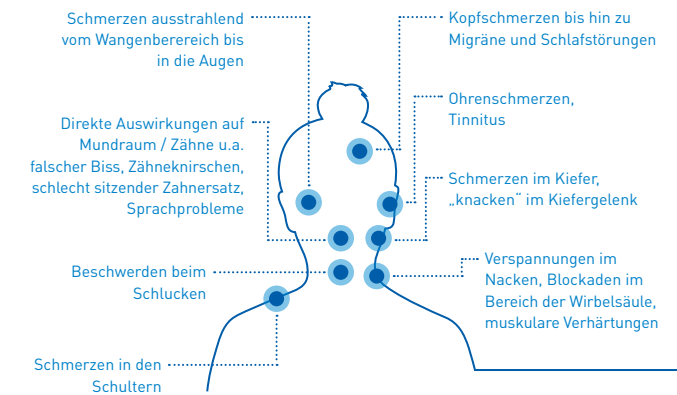 Schmerzen ausstrahlend
vom Wangenberereich bis
in die Augen
Direkte Auswirkungen auf
Mundraum / Zähne u.a.
falscher Biss, Zähneknirschen,
schlecht sitzender Zahnersatz,
Sprachprobleme
Beschwerden beim
Schlucken
Schmerzen in den
Schultern
Kopfschmerzen bis hin zu
Migräne und Schlafstörungen
Ohrenschmerzen,
Tinnitus
Schmerzen im Kiefer,
„knacken“ im Kiefergelenk
Verspannungen im
Nacken, Blockaden im
Bereich der Wirbelsäule,
muskulare Verhärtungen